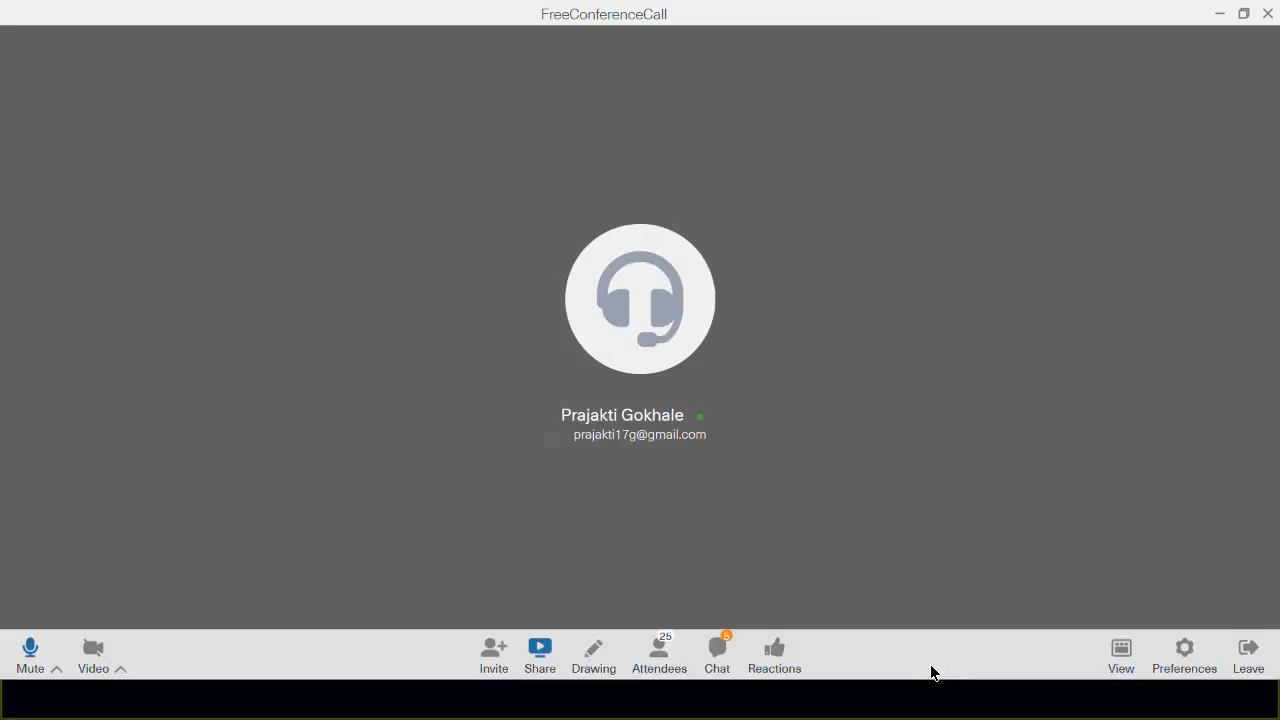 FreeConferenceCall
Prajakti Gokhale
prajakti17g@gmail.com
25
5
Mute
Video
Invite
Share
Drawing
Attendees
Chat
Reactions
View
Preferences
Leave